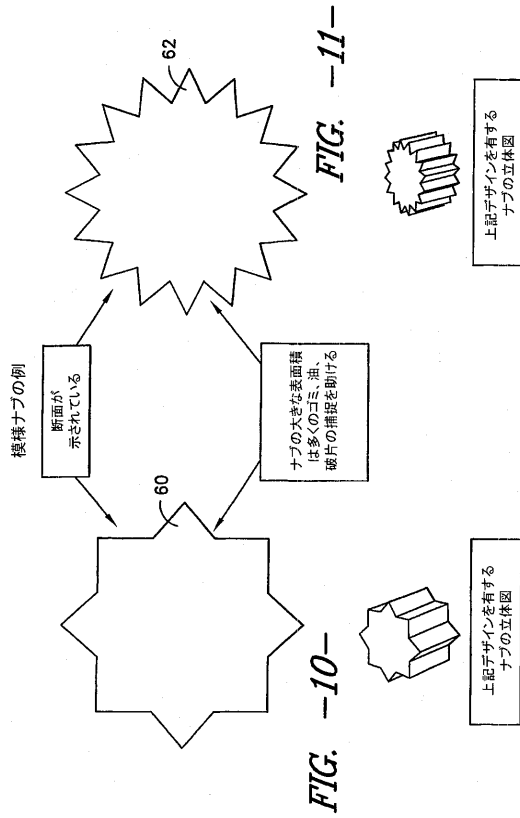 模様ナブの例
断面が
示されている
60
62
ナブの大きな表面積
は多くのゴミ、油、
破片の捕捉を助ける
FIG. -10-
FIG. -11-
上記デザインを有する
ナブの立体図
上記デザインを有する
ナブの立体図